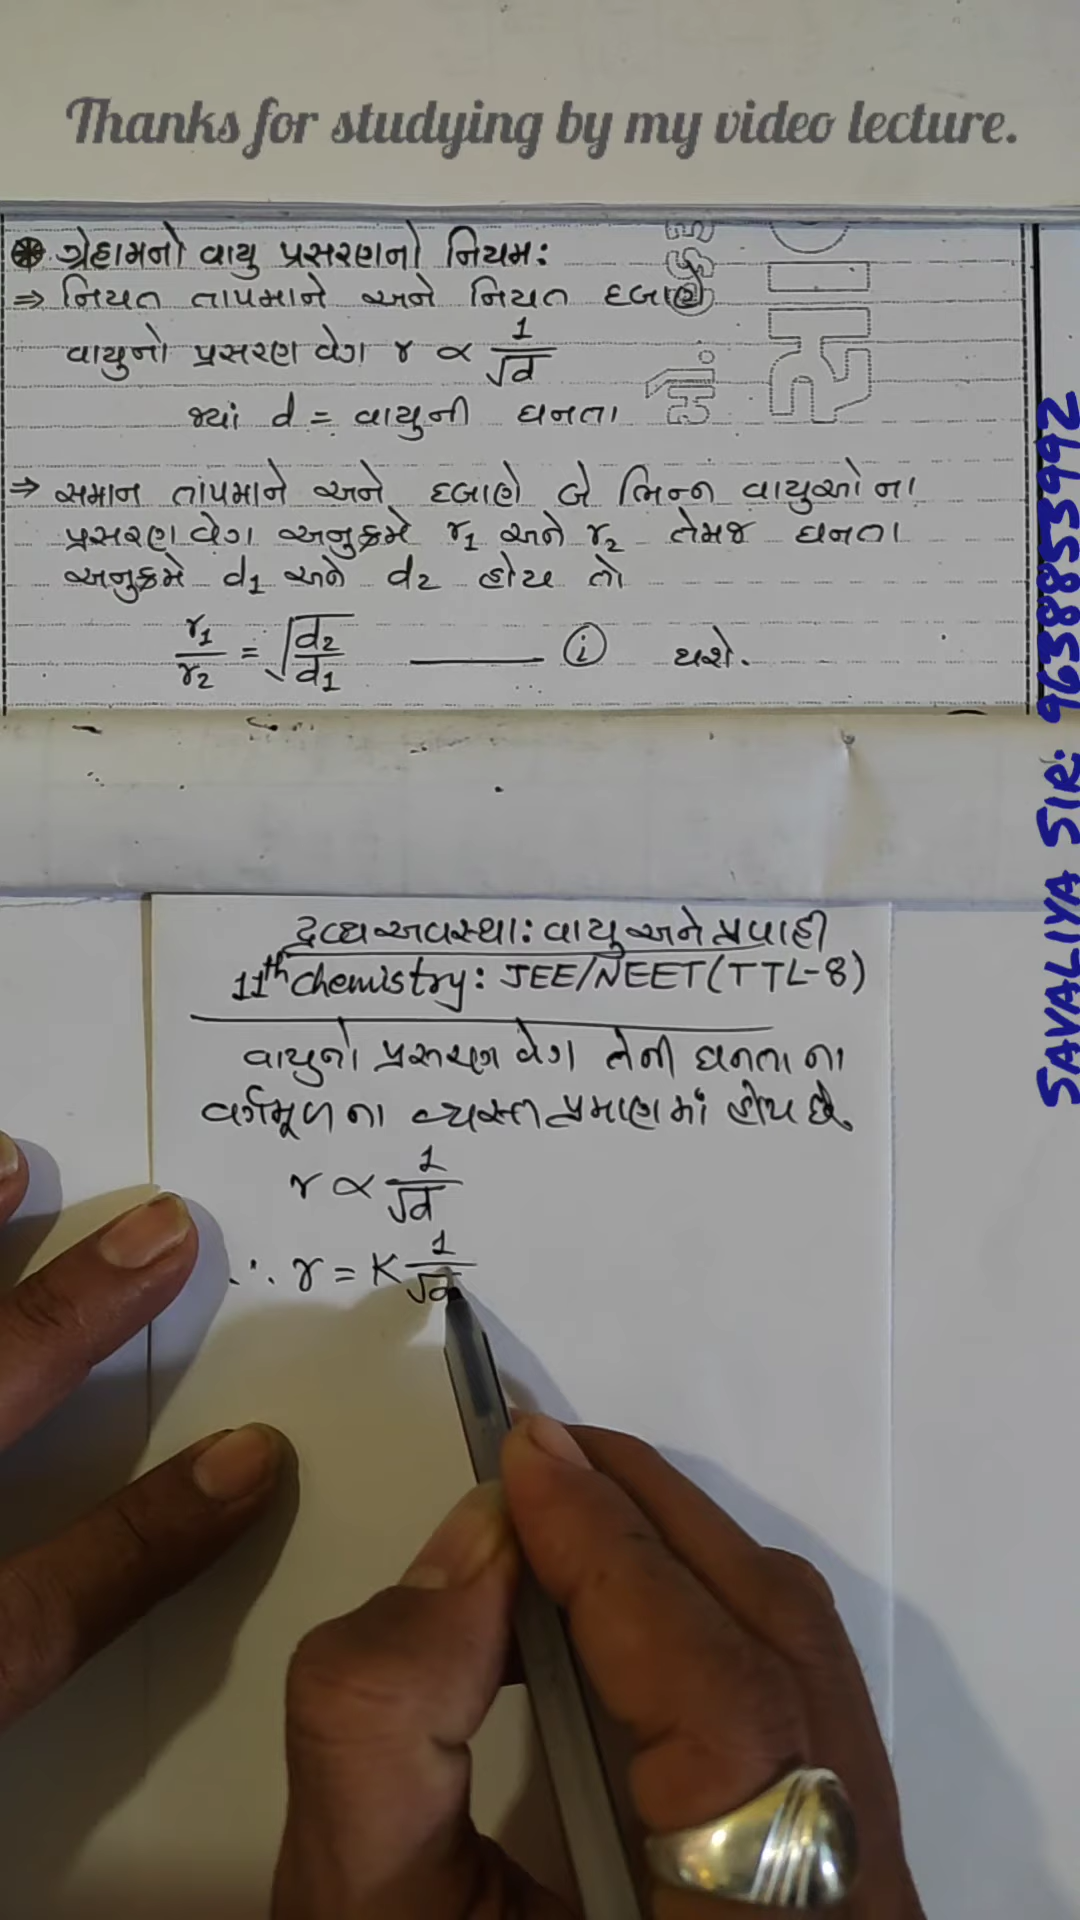 Thanks for studying by my video lecture.
ગ્રેહામનો વાયુ પ્રસરણનો નિયમ:
⇒ નિયત તાપમાને અને નિયત દબાણે
વાયુનો પ્રસરણ વેગ r ∝ 1/√d
જ્યાં d = વાયુની ઘનતા
⇒ સમાન તાપમાને અને દબાણે બે ભિન્ન વાયુઓના
પ્રસરણ વેગ અનુક્રમે r₁ અને r₂ તેમજ ઘનતા
અનુક્રમે d₁ અને d₂ હોય તો
r₁/r₂ = √(d₂/d₁) ——— (i) થશે.
SAVALIYA SIR: 9638853992
દ્રવ્ય અવસ્થા: વાયુ અને પ્રવાહી
11th chemistry: JEE/NEET (TTL-8)
વાયુનો પ્રસરણ વેગ તેની ઘનતા ના
વર્ગમૂળ ના વ્યસ્ત પ્રમાણ માં હોય છે.
r ∝ 1/√d
∴ r = K 1/√d